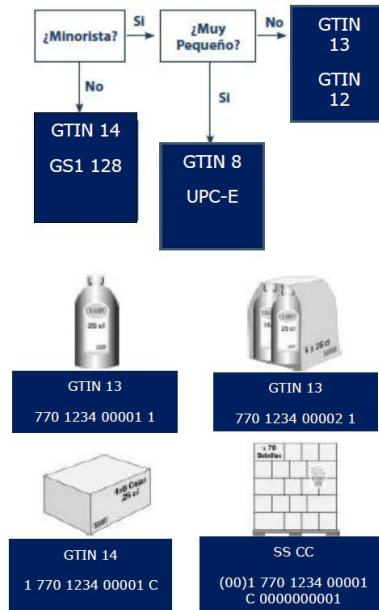 ¿Minorista?
Si
¿Muy
Pequeño?
No
GTIN
13
GTIN
12
No
Si
GTIN 14
GS1 128
GTIN 8
UPC-E
25 cl
25 cl
6 x 25 cl
GTIN 13
770 1234 00001 1
GTIN 13
770 1234 00002 1
4x6 Cajas
25 cl
x 70
Botellas
GTIN 14
1 770 1234 00001 C
SS CC
(00)1 770 1234 00001
C 0000000001